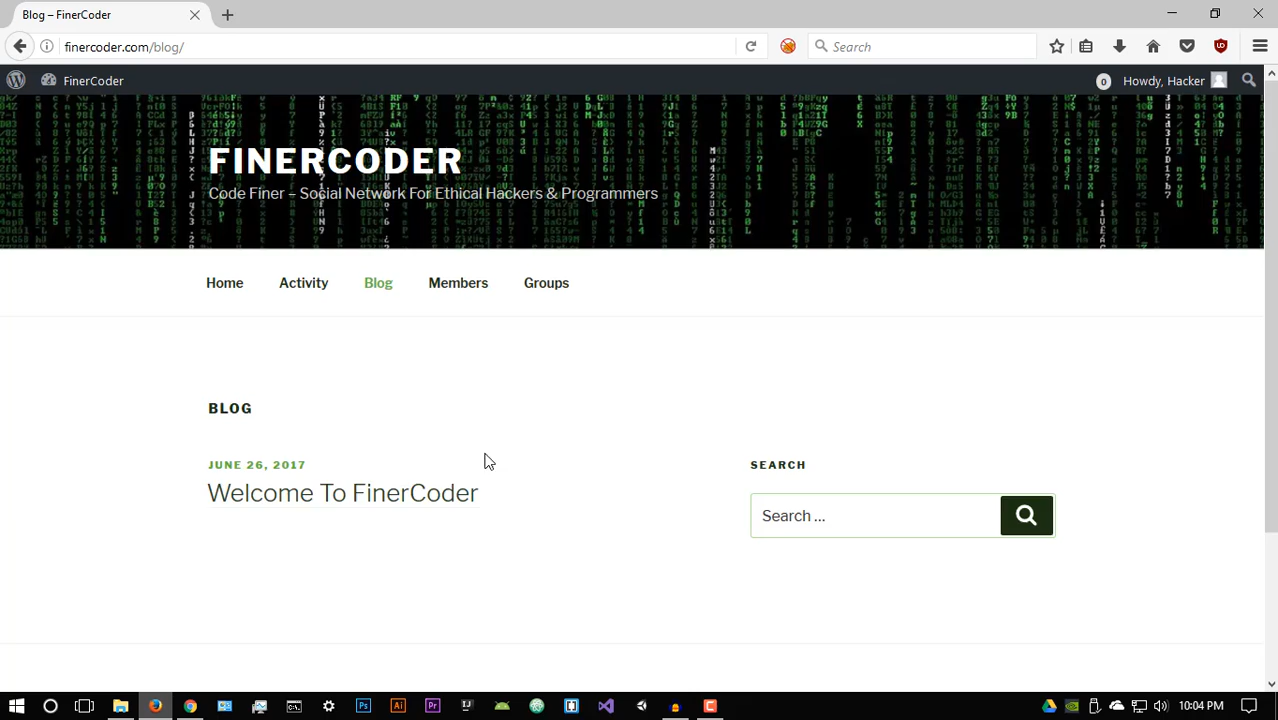 Blog – FinerCoder
finercoder.com/blog/
Search
FinerCoder
0
Howdy, Hacker
FINERCODER
Code Finer – Social Network For Ethical Hackers & Programmers
Home
Activity
Blog
Members
Groups
BLOG
JUNE 26, 2017
Welcome To FinerCoder
SEARCH
Search …
10:04 PM